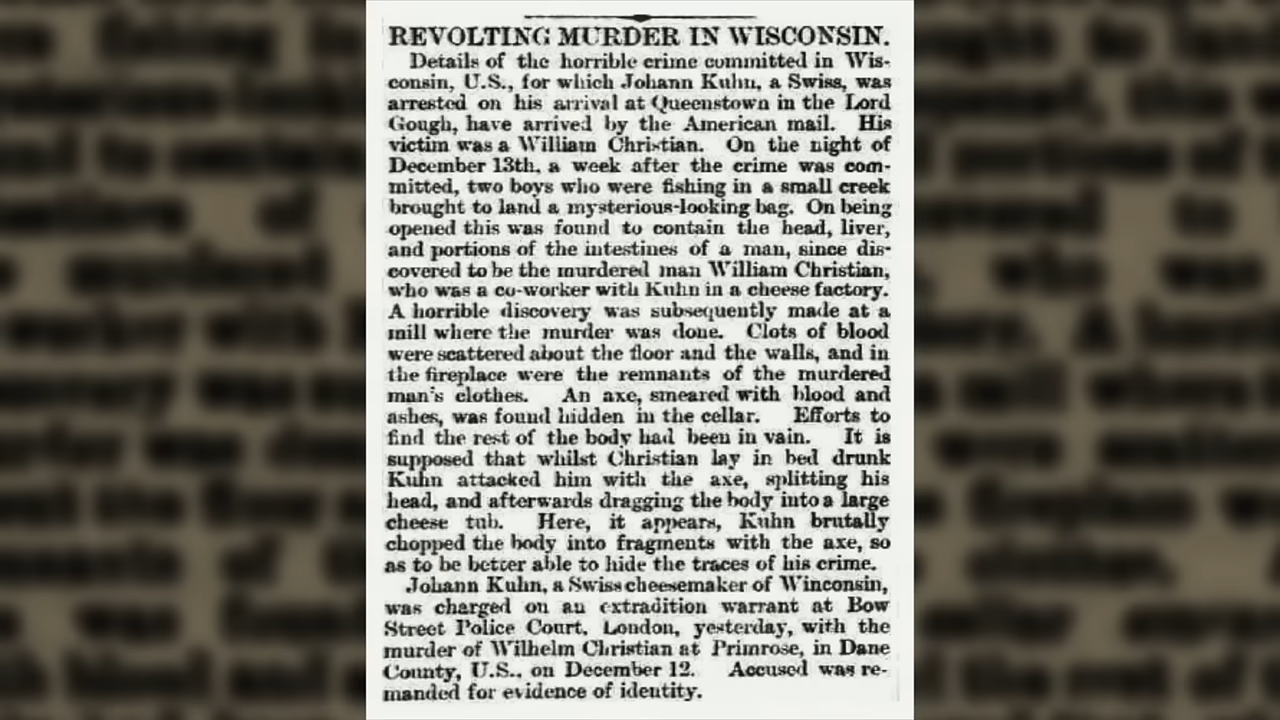 REVOLTING MURDER IN WISCONSIN.
Details of the horrible crime committed in Wis-
consin, U.S., for which Johann Kuhn, a Swiss, was
arrested on his arrival at Queenstown in the Lord
Gough, have arrived by the American mail. His
victim was a William Christian. On the night of
December 13th, a week after the crime was com-
mitted, two boys who were fishing in a small creek
brought to land a mysterious-looking bag. On being
opened this was found to contain the head, liver,
and portions of the intestines of a man, since dis-
covered to be the murdered man William Christian,
who was a co-worker with Kuhn in a cheese factory.
A horrible discovery was subsequently made at a
mill where the murder was done. Clots of blood
were scattered about the floor and the walls, and in
the fireplace were the remnants of the murdered
man's clothes. An axe, smeared with blood and
ashes, was found hidden in the cellar. Efforts to
find the rest of the body had been in vain. It is
supposed that whilst Christian lay in bed drunk
Kuhn attacked him with the axe, splitting his
head, and afterwards dragging the body into a large
cheese tub. Here, it appears, Kuhn brutally
chopped the body into fragments with the axe, so
as to be better able to hide the traces of his crime.
Johann Kuhn, a Swiss cheesemaker of Winconsin,
was charged on an extradition warrant at Bow
Street Police Court, London, yesterday, with the
murder of Wilhelm Christian at Primrose, in Dane
County, U.S., on December 12. Accused was re-
manded for evidence of identity.